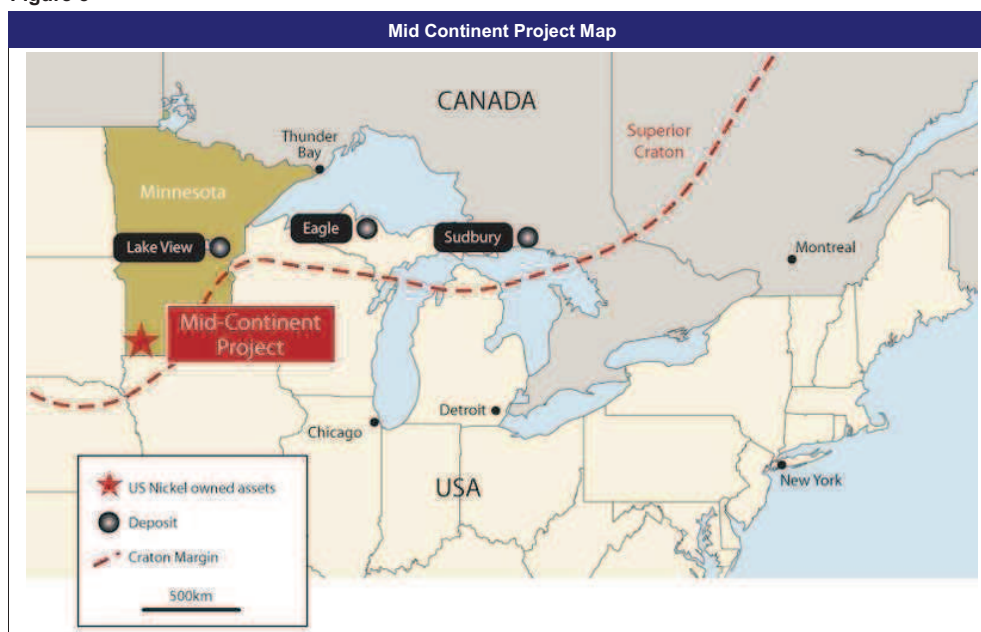 Mid Continent Project Map
CANADA
Superior
Craton
Thunder
Bay
Minnesota
Eagle
Sudbury
Lake View
Montreal
Mid-Continent
Project
Detroit
Chicago
New York
USA
US Nickel owned assets
Deposit
Craton Margin
500km